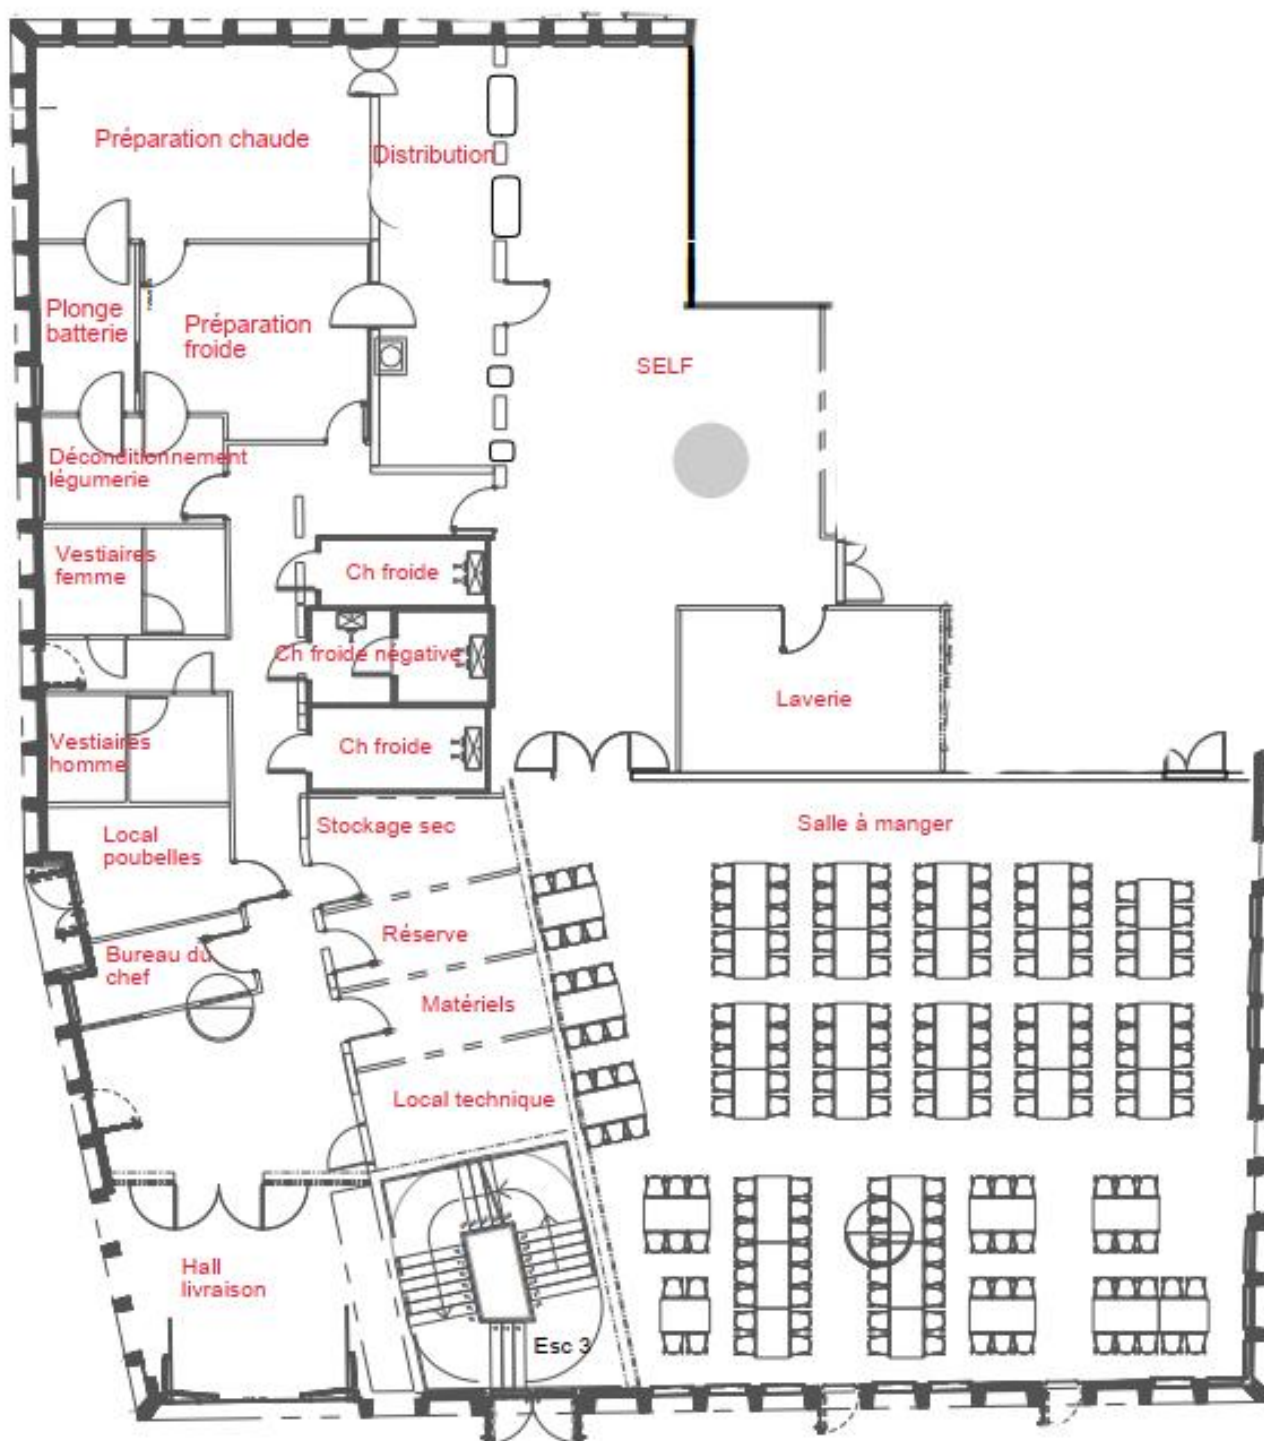 Préparation chaude
Distribution
Plonge
batterie
Préparation
froide
SELF
Déconditionnement
légumerie
Vestiaires
femme
Ch froide
Ch froide négative
Laverie
Vestiaires
homme
Ch froide
Stockage sec
Salle à manger
Local
poubelles
Réserve
Bureau du
chef
Matériels
Local technique
Hall
livraison
Esc 3